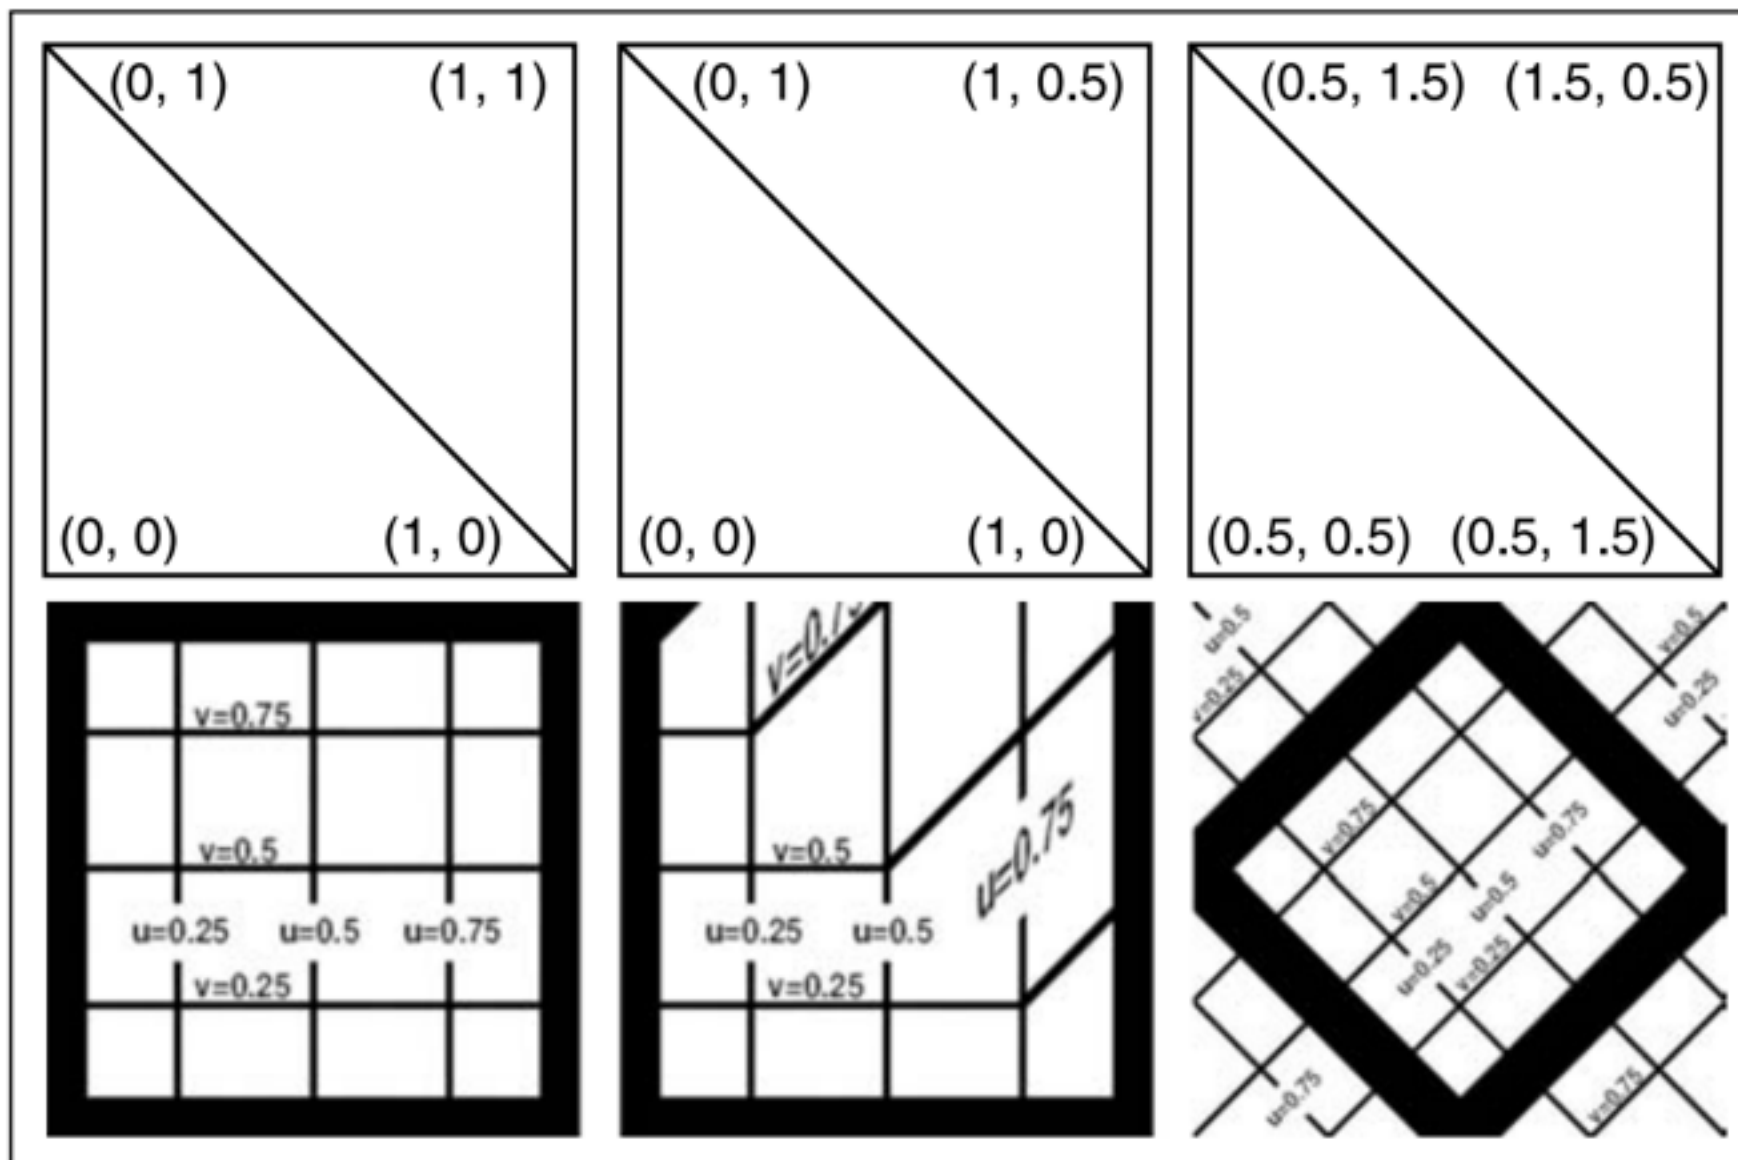 (0, 1) (1, 1)
(0, 0) (1, 0)
(0, 1) (1, 0.5)
(0, 0) (1, 0)
(0.5, 1.5) (1.5, 0.5)
(0.5, 0.5) (0.5, 1.5)
v=0.75
v=0.5
u=0.25 u=0.5 u=0.75
v=0.25
v=0.75
v=0.5
u=0.75
u=0.25 u=0.5
v=0.25
u=0.5
v=0.5
v=0.25
u=0.25
v=0.75
u=0.75
v=0.5
u=0.5
u=0.25
v=0.25
u=0.75
v=0.75